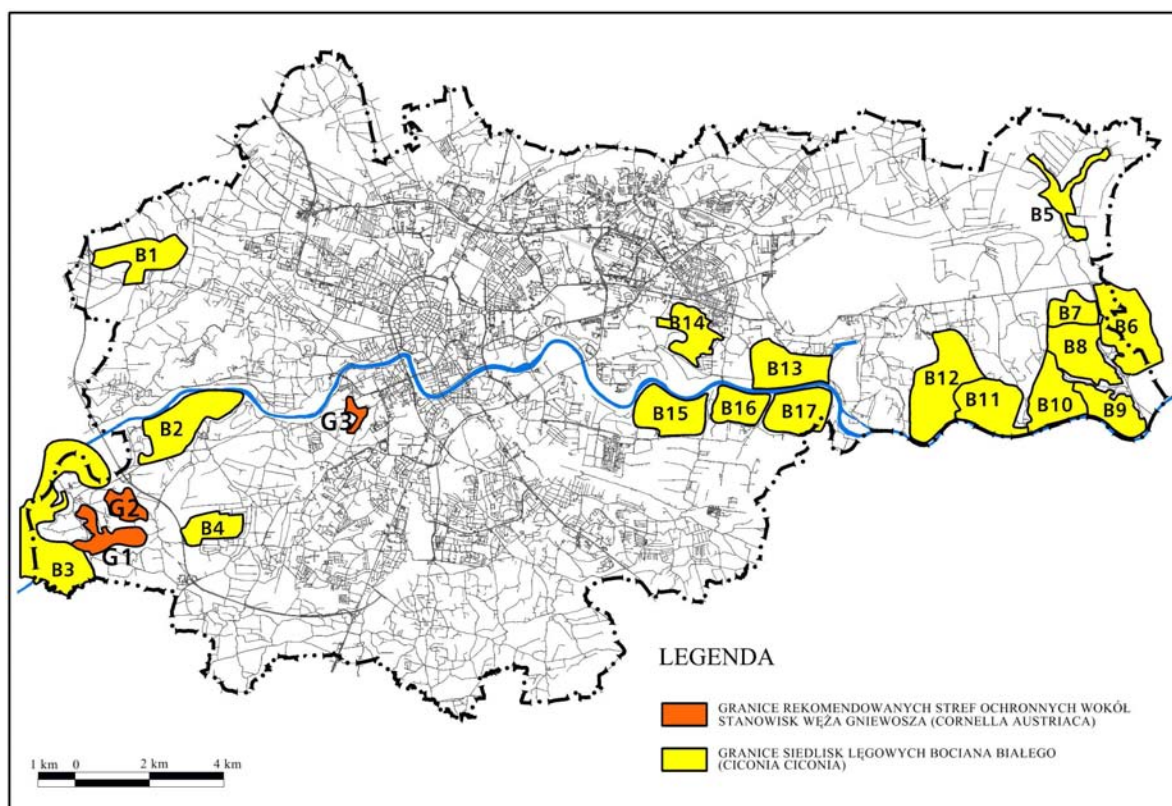 B1
B5
B7
B6
B14
B8
B13
B12
B11
B2
G3
B15
B16
B17
B10
B9
G2
B4
G1
B3
LEGENDA
GRANICE REKOMENDOWANYCH STREF OCHRONNYCH WOKÓŁ
STANOWISK WĘŻA GNIEWOSZA (CORNELLA AUSTRIACA)
GRANICE SIEDLISK LĘGOWYCH BOCIANA BIAŁEGO
(CICONIA CICONIA)
1 km 0 2 km 4 km